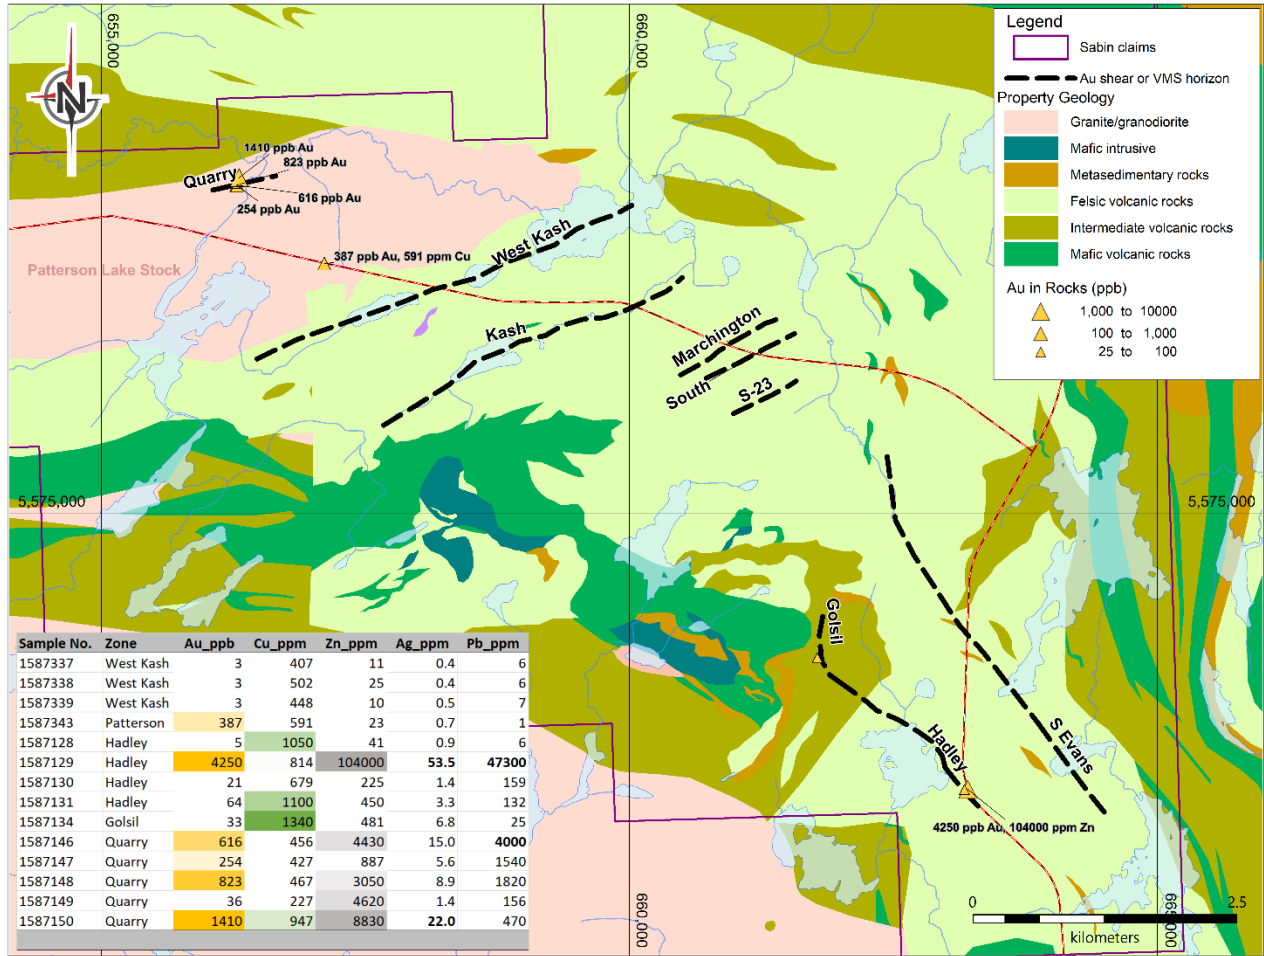 655,000
660,000
N
Legend
Sabin claims
Au shear or VMS horizon
Property Geology
Granite/granodiorite
Mafic intrusive
Metasedimentary rocks
Felsic volcanic rocks
Intermediate volcanic rocks
Mafic volcanic rocks
Au in Rocks (ppb)
1,000 to 10000
100 to 1,000
25 to 100
1410 ppb Au
823 ppb Au
Quarry
616 ppb Au
254 ppb Au
West Kash
387 ppb Au, 591 ppm Cu
Patterson Lake Stock
Kash
Marchington
South
S-23
5,575,000
5,575,000
Golsil
Hadley
S Evans
4250 ppb Au, 104000 ppm Zn
Sample No. Zone Au_ppb Cu_ppm Zn_ppm Ag_ppm Pb_ppm
1587337 West Kash 3 407 11 0.4 6
1587338 West Kash 3 502 25 0.4 6
1587339 West Kash 3 448 10 0.5 7
1587343 Patterson 387 591 23 0.7 1
1587128 Hadley 5 1050 41 0.9 6
1587129 Hadley 4250 814 104000 53.5 47300
1587130 Hadley 21 679 225 1.4 159
1587131 Hadley 64 1100 450 3.3 132
1587134 Golsil 33 1340 481 6.8 25
1587146 Quarry 616 456 4430 15.0 4000
1587147 Quarry 254 427 887 5.6 1540
1587148 Quarry 823 467 3050 8.9 1820
1587149 Quarry 36 227 4620 1.4 156
1587150 Quarry 1410 947 8830 22.0 470
660,000
665,000
0 2.5
kilometers